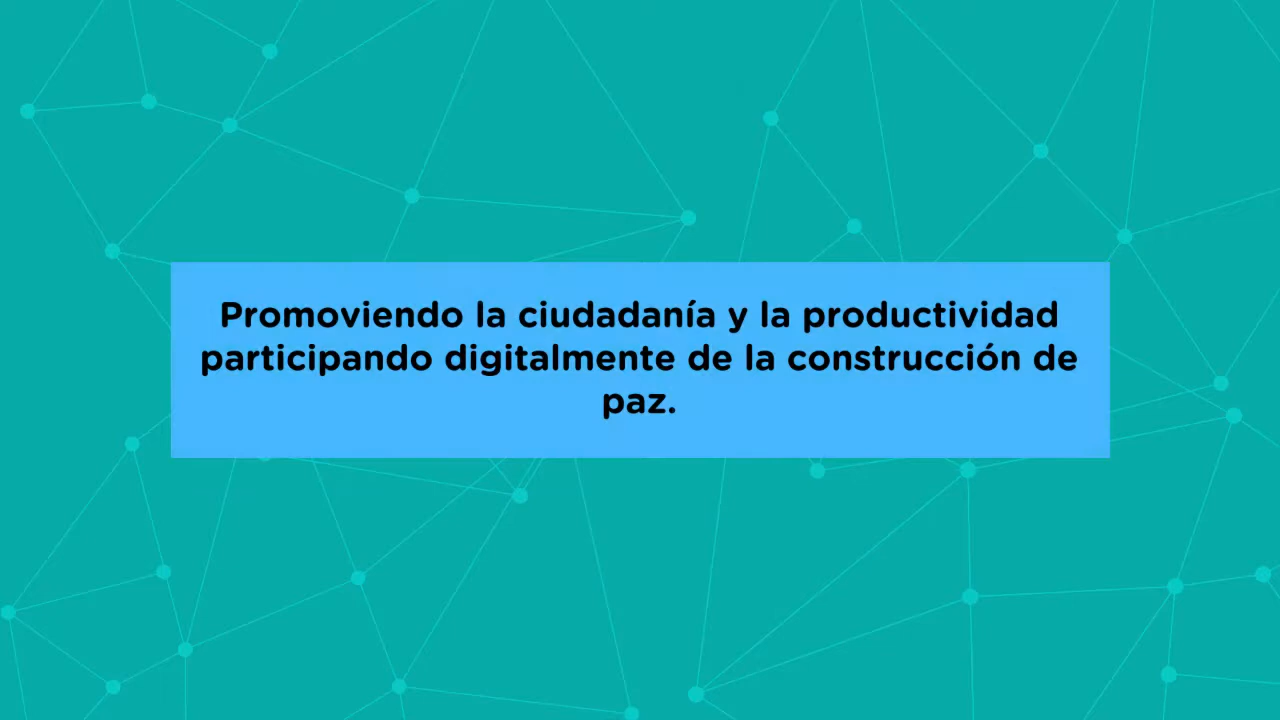 Promoviendo la ciudadanía y la productividad
participando digitalmente de la construcción de
paz.